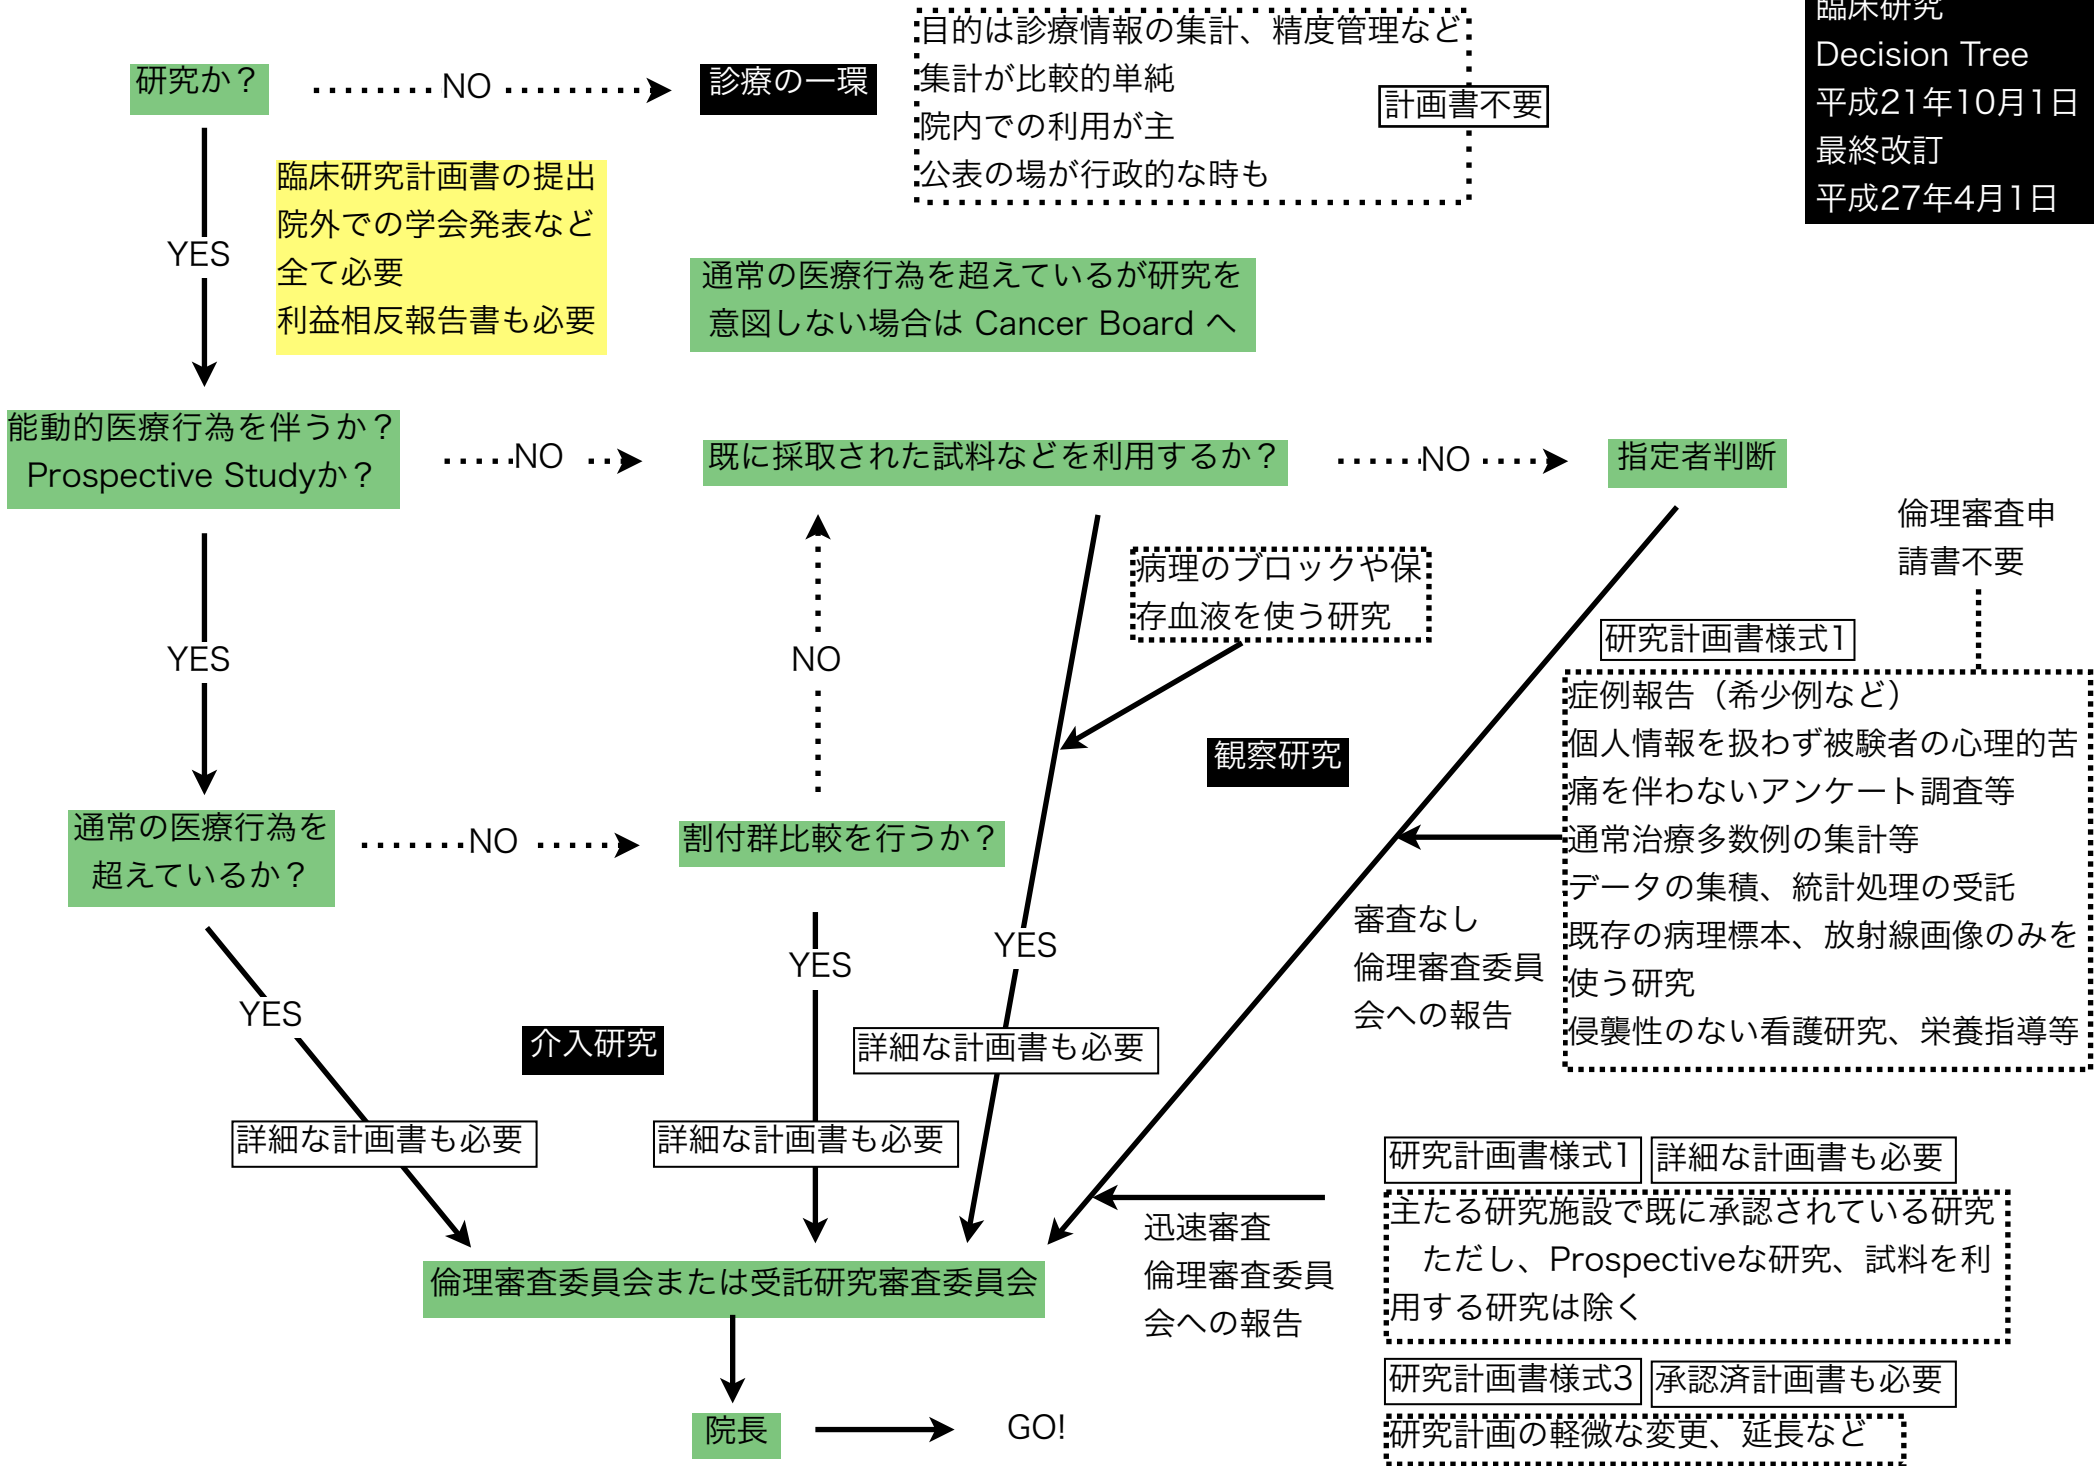 臨床研究
Decision Tree
平成21年10月1日
最終改訂
平成27年4月1日
研究か？
NO
診療の一環
目的は診療情報の集計、精度管理など
集計が比較的単純
院内での利用が主
公表の場が行政的な時も
計画書不要
YES
臨床研究計画書の提出
院外での学会発表など
全て必要
利益相反報告書も必要
通常の医療行為を超えているが研究を
意図しない場合は Cancer Board へ
能動的医療行為を伴うか？
Prospective Studyか？
NO
既に採取された試料などを利用するか？
NO
指定者判断
倫理審査申
請書不要
病理のブロックや保
存血液を使う研究
YES
NO
研究計画書様式1
症例報告（希少例など）
個人情報を扱わず被験者の心理的苦
痛を伴わないアンケート調査等
通常治療多数例の集計等
データの集積、統計処理の受託
既存の病理標本、放射線画像のみを
使う研究
侵襲性のない看護研究、栄養指導等
観察研究
通常の医療行為を
超えているか？
NO
割付群比較を行うか？
審査なし
倫理審査委員
会への報告
YES
YES
YES
介入研究
詳細な計画書も必要
詳細な計画書も必要
詳細な計画書も必要
研究計画書様式1
詳細な計画書も必要
主たる研究施設で既に承認されている研究
ただし、Prospectiveな研究、試料を利
用する研究は除く
迅速審査
倫理審査委員
会への報告
倫理審査委員会または受託研究審査委員会
研究計画書様式3
承認済計画書も必要
研究計画の軽微な変更、延長など
院長
GO!